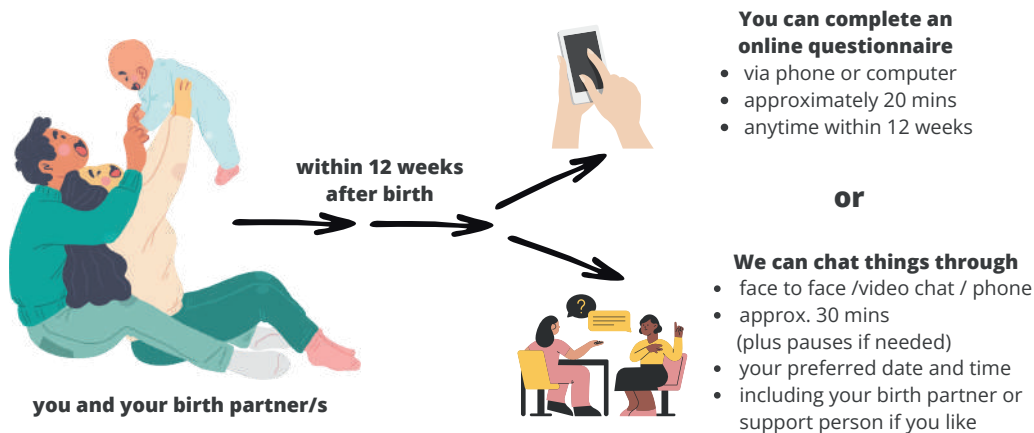 you and your birth partner/s
within 12 weeks
after birth
You can complete an
online questionnaire
• via phone or computer
• approximately 20 mins
• anytime within 12 weeks
or
?
We can chat things through
• face to face /video chat / phone
• approx. 30 mins
(plus pauses if needed)
• your preferred date and time
• including your birth partner or
support person if you like